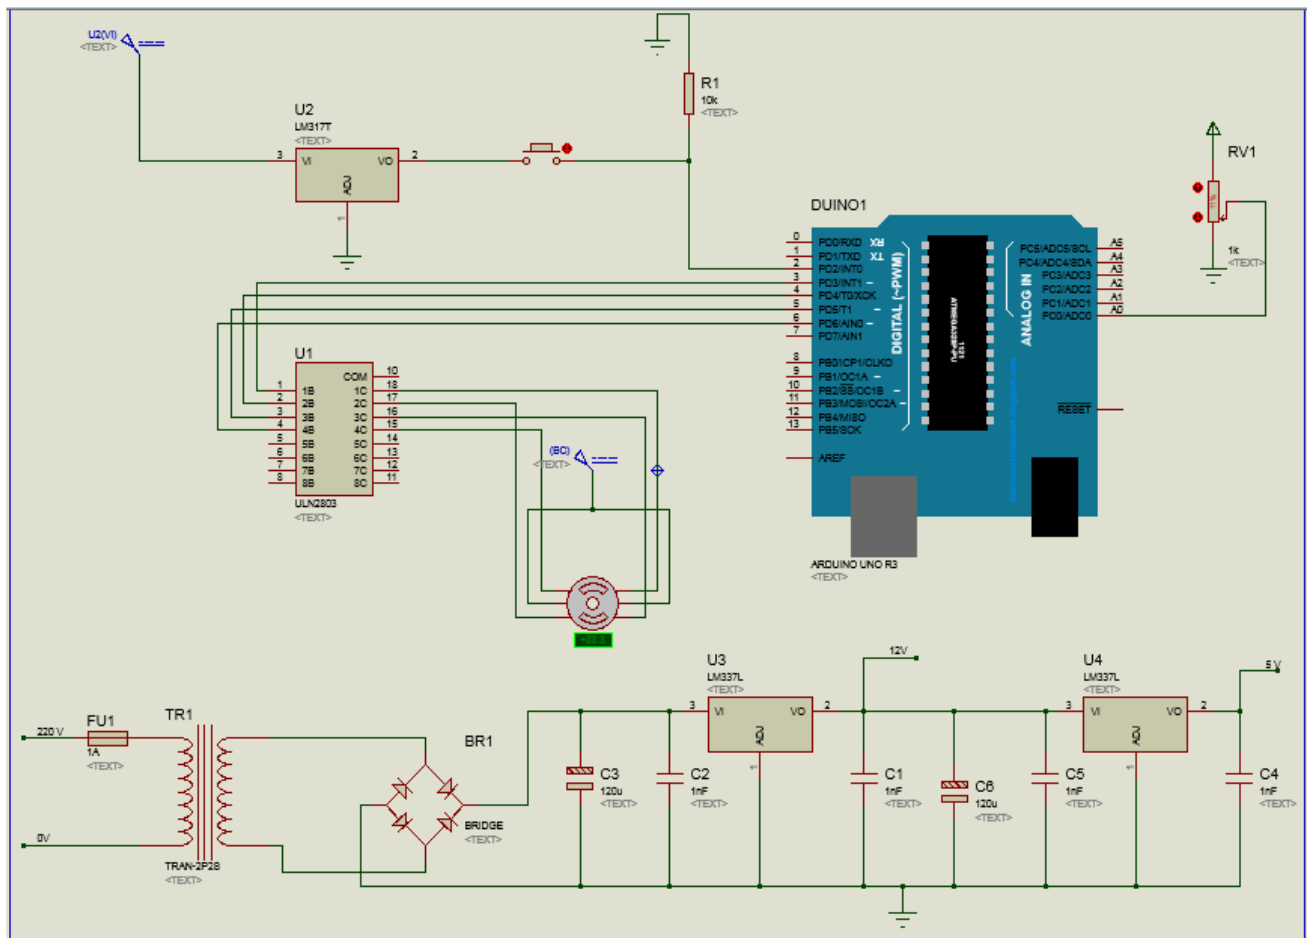 U2(VI)
<TEXT>
U2
LM317T
<TEXT>
3 VI VO 2
ADJ
1
R1
10k
<TEXT>
RV1
11%
1k
<TEXT>
DUINO1
0 PD0/RXD RX
1 PD1/TXD TX
2 PD2/INT0
3 PD3/INT1
4 PD4/T0/XCK
5 PD5/T1
6 PD6/AIN0
7 PD7/AIN1
8 PB0/ICP1/CLKO
9 PB1/OC1A
10 PB2/SS/OC1B
11 PB3/MOSI/OC2A
12 PB4/MISO
13 PB5/SCK
AREF
DIGITAL (~PWM)
ATMEGA328P-PU
1121
ANALOG IN
PC5/ADC5/SCL A5
PC4/ADC4/SDA A4
PC3/ADC3 A3
PC2/ADC2 A2
PC1/ADC1 A1
PC0/ADC0 A0
RESET
ARDUINO UNO R3
<TEXT>
U1
COM 10
1 1B 1C 18
2 2B 2C 17
3 3B 3C 16
4 4B 4C 15
5 5B 5C 14
6 6B 6C 13
7 7B 7C 12
8 8B 8C 11
ULN2803
<TEXT>
(BC)
<TEXT>
220 V
0V
FU1
1A
<TEXT>
TR1
TRAN-2P2S
<TEXT>
BR1
BRIDGE
<TEXT>
C3
120u
<TEXT>
C2
1nF
<TEXT>
U3
LM337L
<TEXT>
3 VI VO 2
ADJ
1
12V
C1
1nF
<TEXT>
C6
120u
<TEXT>
C5
1nF
<TEXT>
U4
LM337L
<TEXT>
3 VI VO 2
ADJ
1
5 V
C4
1nF
<TEXT>